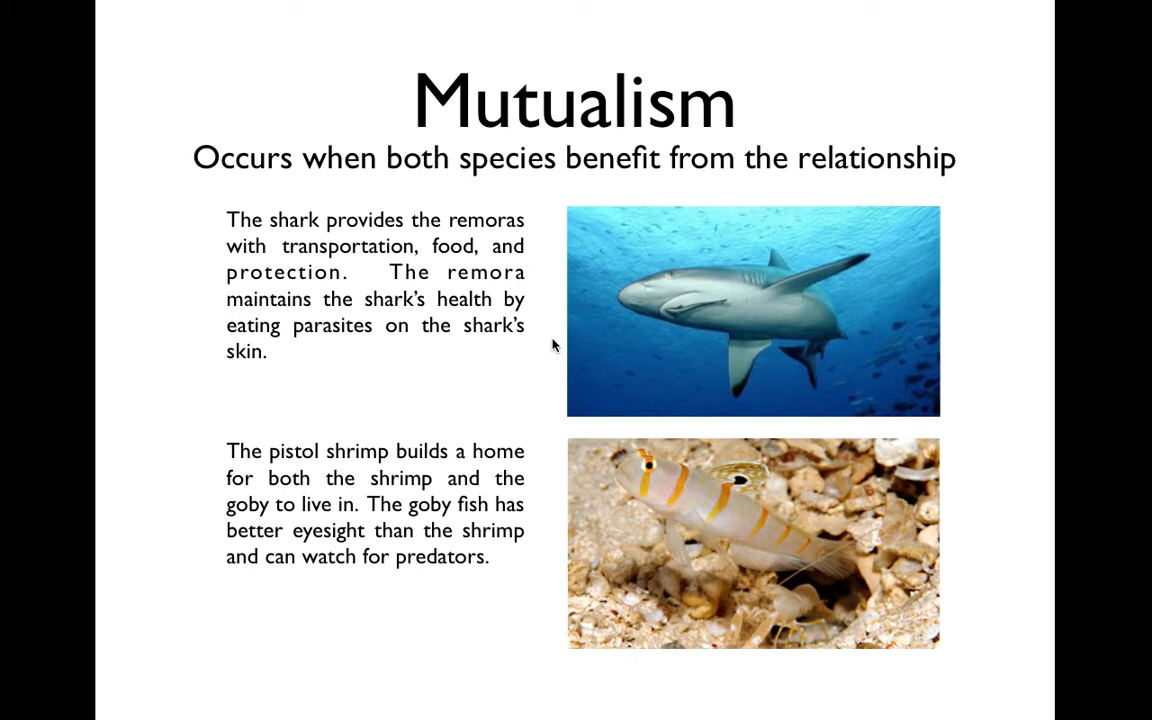 Mutualism
Occurs when both species benefit from the relationship
The shark provides the remoras
with transportation, food, and
protection. The remora
maintains the shark's health by
eating parasites on the shark's
skin.
The pistol shrimp builds a home
for both the shrimp and the
goby to live in. The goby fish has
better eyesight than the shrimp
and can watch for predators.